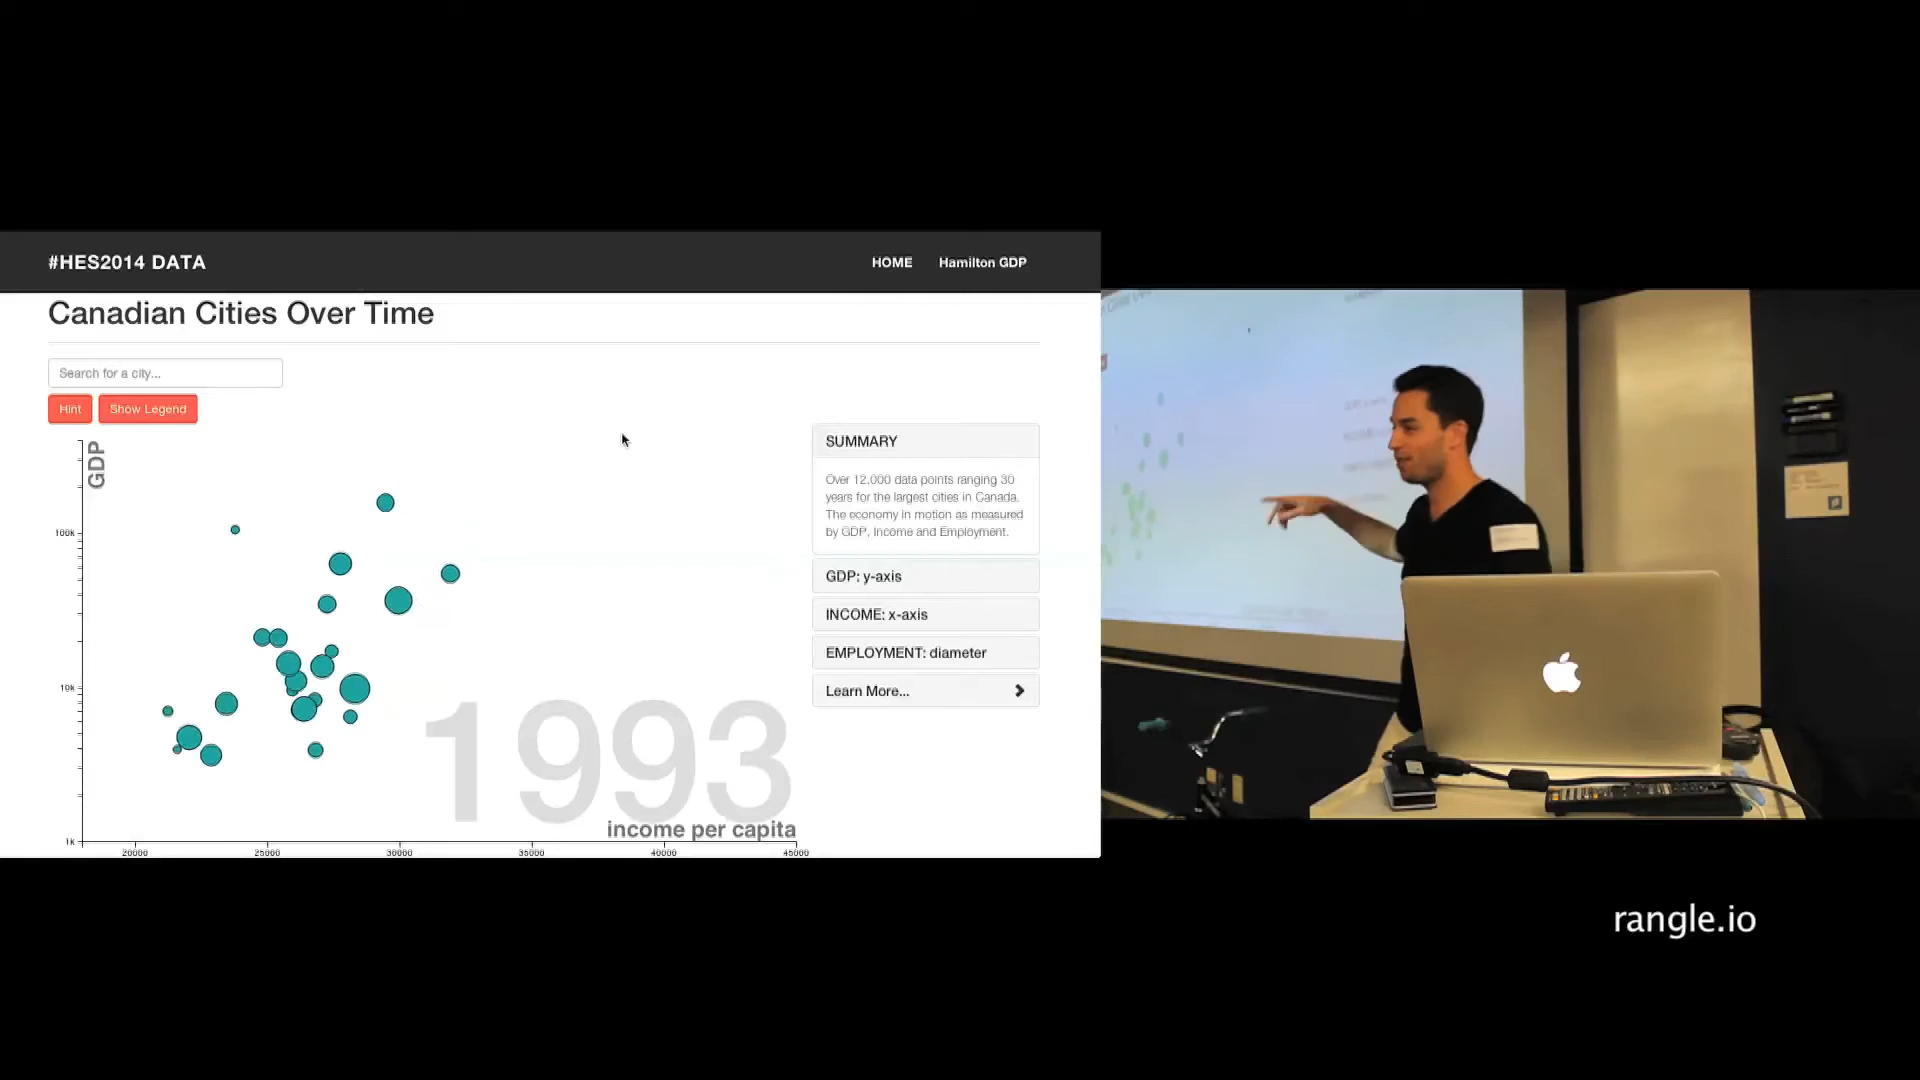 #HES2014 DATA
HOME
Hamilton GDP
Canadian Cities Over Time
Search for a city...
Hint
Show Legend
GDP
100k
10k
1k
1993
income per capita
20000
25000
30000
35000
40000
45000
SUMMARY
Over 12,000 data points ranging 30
years for the largest cities in Canada.
The economy in motion as measured
by GDP, Income and Employment.
GDP: y-axis
INCOME: x-axis
EMPLOYMENT: diameter
Learn More...
rangle.io